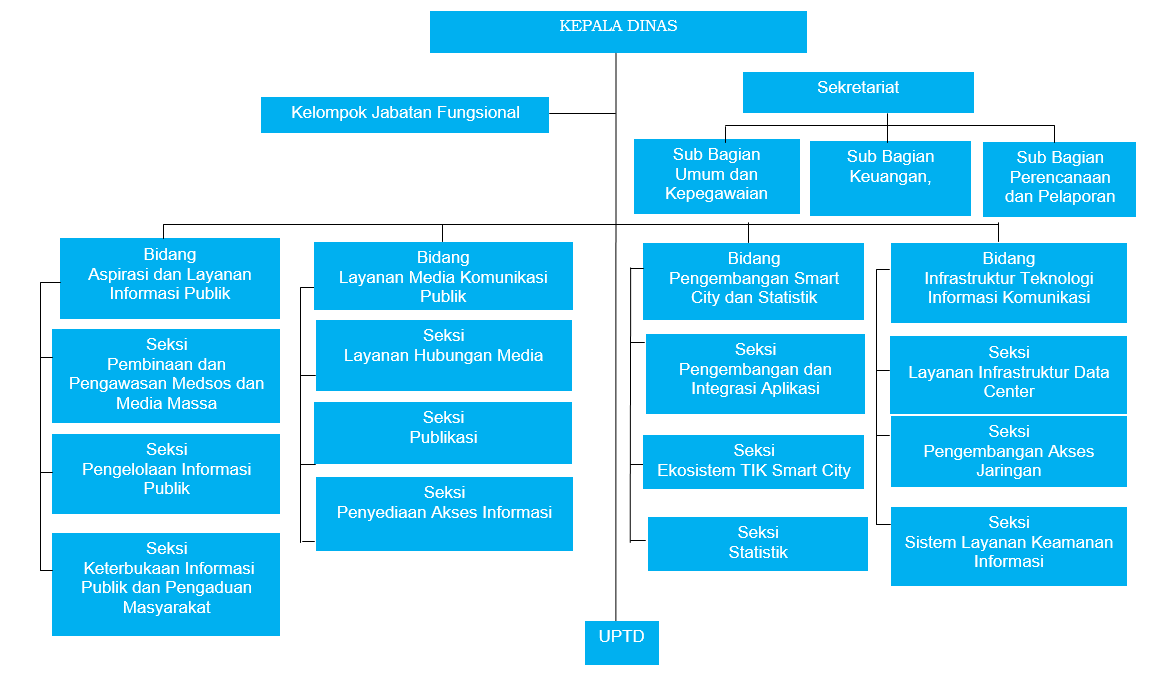 KEPALA DINAS
Sekretariat
Kelompok Jabatan Fungsional
Sub Bagian
Umum dan
Kepegawaian
Sub Bagian
Keuangan,
Sub Bagian
Perencanaan
dan Pelaporan
Bidang
Aspirasi dan Layanan
Informasi Publik
Seksi
Pembinaan dan
Pengawasan Medsos dan
Media Massa
Seksi
Pengelolaan Informasi
Publik
Seksi
Keterbukaan Informasi
Publik dan Pengaduan
Masyarakat
Bidang
Layanan Media Komunikasi
Publik
Seksi
Layanan Hubungan Media
Seksi
Publikasi
Seksi
Penyediaan Akses Informasi
Bidang
Pengembangan Smart
City dan Statistik
Seksi
Pengembangan dan
Integrasi Aplikasi
Seksi
Ekosistem TIK Smart City
Seksi
Statistik
Bidang
Infrastruktur Teknologi
Informasi Komunikasi
Seksi
Layanan Infrastruktur Data
Center
Seksi
Pengembangan Akses
Jaringan
Seksi
Sistem Layanan Keamanan
Informasi
UPTD